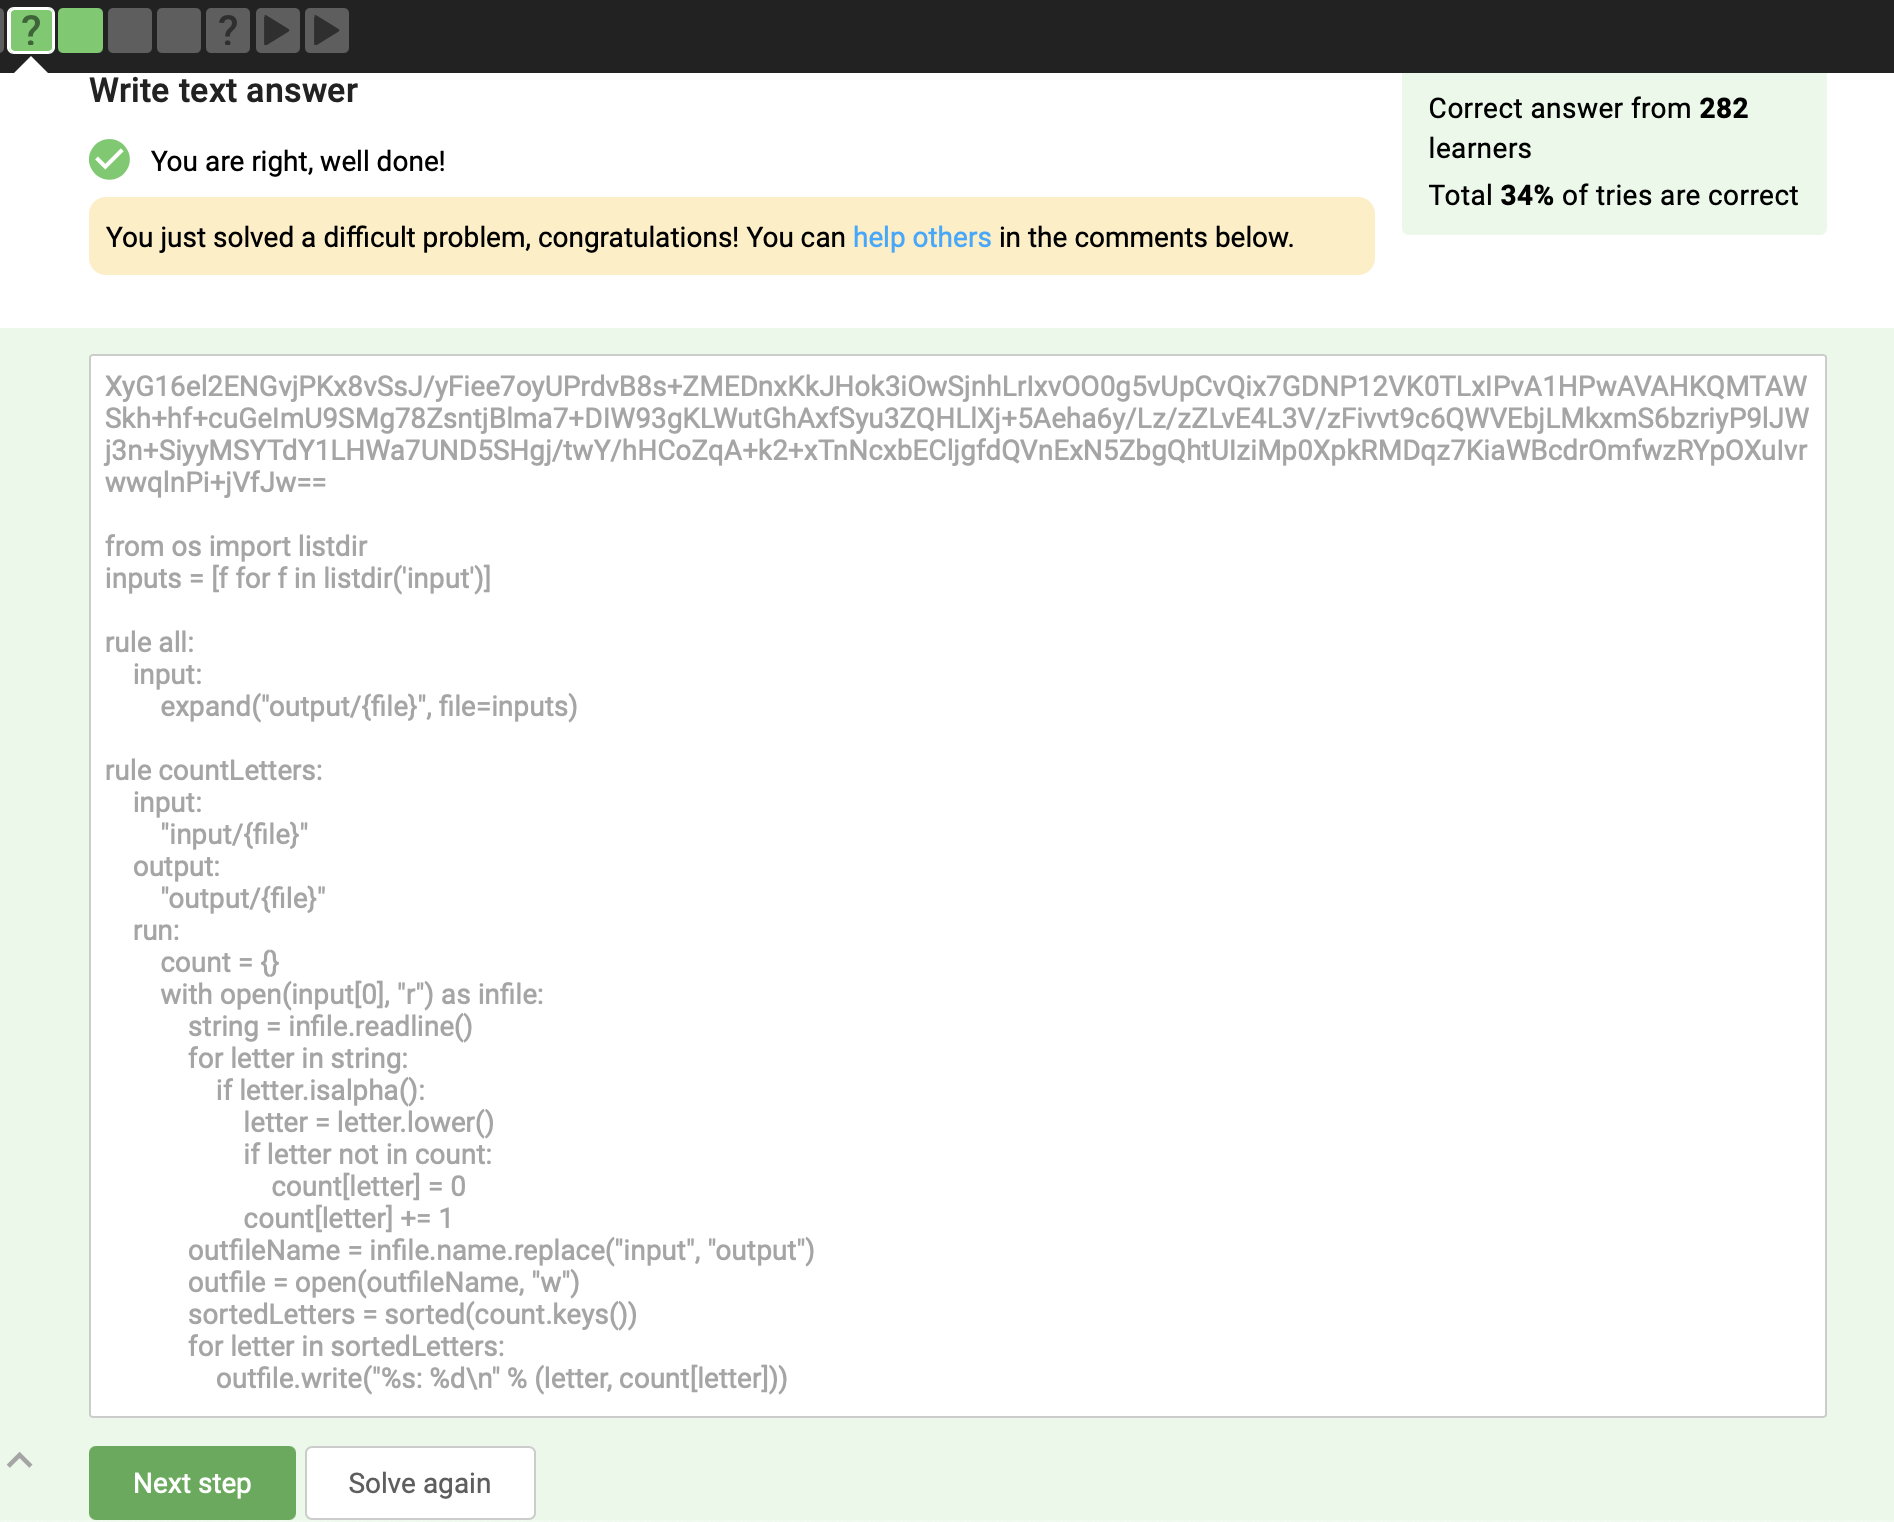 ?
?
Write text answer
You are right, well done!
You just solved a difficult problem, congratulations! You can help others in the comments below.
Correct answer from 282
learners
Total 34% of tries are correct
XyG16el2ENGvjPKx8vSsJ/yFiee7oyUPrdvB8s+ZMEDnxKkJHok3iOwSjnhLrIxvOO0g5vUpCvQix7GDNP12VK0TLxIPvA1HPwAVAHKQMTAW
Skh+hf+cuGeImU9SMg78ZsntjBlma7+DIW93gKLWutGhAxfSyu3ZQHLlXj+5Aeha6y/Lz/zZLvE4L3V/zFivvt9c6QWVEbjLMkxmS6bzriyP9lJW
j3n+SiyyMSYTdY1LHWa7UND5SHgj/twY/hHCoZqA+k2+xTnNcxbECljgfdQVnExN5ZbgQhtUIziMp0XpkRMDqz7KiaWBcdrOmfwzRYpOXuIvr
wwqlnPi+jVfJw==
from os import listdir
inputs = [f for f in listdir('input')]
rule all:
input:
expand("output/{file}", file=inputs)
rule countLetters:
input:
"input/{file}"
output:
"output/{file}"
run:
count = {}
with open(input[0], "r") as infile:
string = infile.readline()
for letter in string:
if letter.isalpha():
letter = letter.lower()
if letter not in count:
count[letter] = 0
count[letter] += 1
outfileName = infile.name.replace("input", "output")
outfile = open(outfileName, "w")
sortedLetters = sorted(count.keys())
for letter in sortedLetters:
outfile.write("%s: %d\n" % (letter, count[letter]))
Next step
Solve again